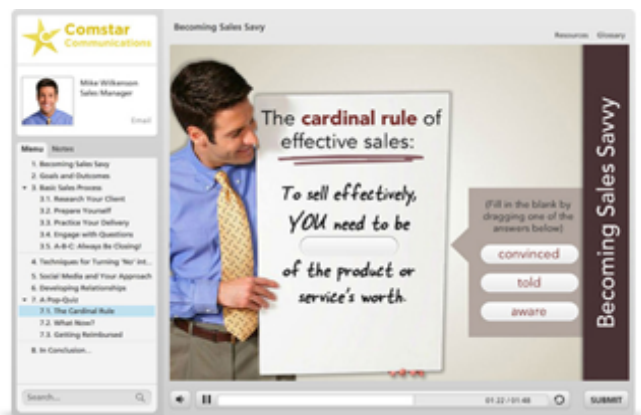 Comstar
Communications
Mike Wilkenson
Sales Manager
Email
Menu Notes
1. Becoming Sales Savy
2. Goals and Outcomes
3. Basic Sales Process
3.1. Research Your Client
3.2. Prepare Yourself
3.3. Practice Your Delivery
3.4. Engage with Questions
3.5. A-B-C: Always Be Closing!
4. Techniques for Turning 'No' Int...
5. Social Media and Your Approach
6. Developing Relationships
7. A Pop-Quiz
7.1. The Cardinal Rule
7.2. What Now?
7.3. Getting Reimbursed
8. In Conclusion...
Search...
Becoming Sales Savvy
Resources Glossary
The cardinal rule of
effective sales:
To sell effectively,
YOU need to be
of the product or
service's worth.
(Fill in the blank by
dragging one of the
answers below)
convinced
told
aware
Becoming Sales Savvy
01:22 / 01:48
SUBMIT